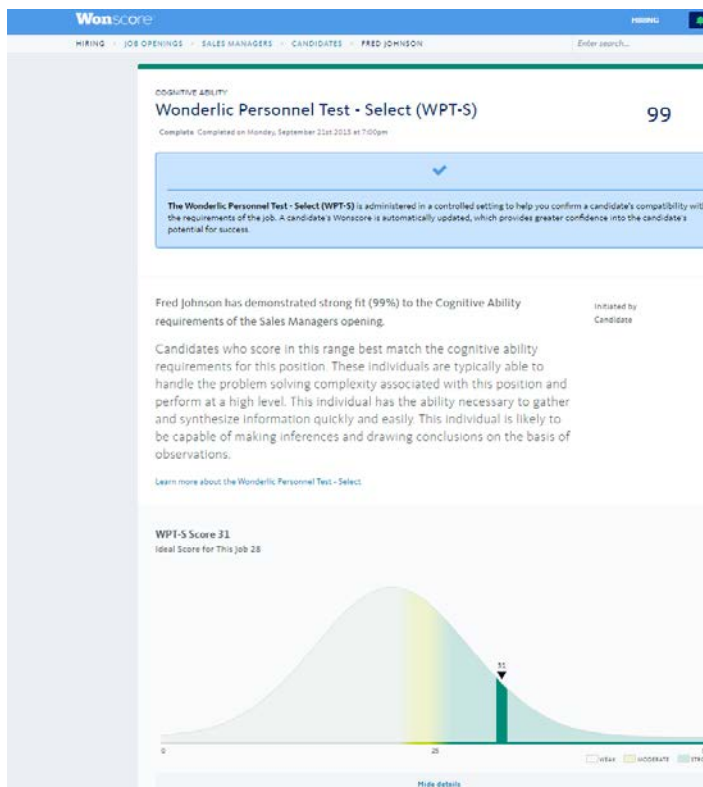 Wonscore
HIRING
HIRING JOB OPENINGS SALES MANAGERS CANDIDATES FRED JOHNSON
Enter search...
COGNITIVE ABILITY
Wonderlic Personnel Test - Select (WPT-S)
99
Complete. Completed on Monday, September 21st 2015 at 7:00pm
The Wonderlic Personnel Test - Select (WPT-S) is administered in a controlled setting to help you confirm a candidate's compatibility with
the requirements of the job. A candidate's Wonscore is automatically updated, which provides greater confidence into the candidate's
potential for success.
Fred Johnson has demonstrated strong fit (99%) to the Cognitive Ability
requirements of the Sales Managers opening.
Initiated by
Candidate
Candidates who score in this range best match the cognitive ability
requirements for this position. These individuals are typically able to
handle the problem solving complexity associated with this position and
perform at a high level. This individual has the ability necessary to gather
and synthesize information quickly and easily. This individual is likely to
be capable of making inferences and drawing conclusions on the basis of
observations.
Learn more about the Wonderlic Personnel Test - Select
WPT-S Score 31
Ideal Score for This Job 28
31
0
25
WEAK MODERATE
Hide details